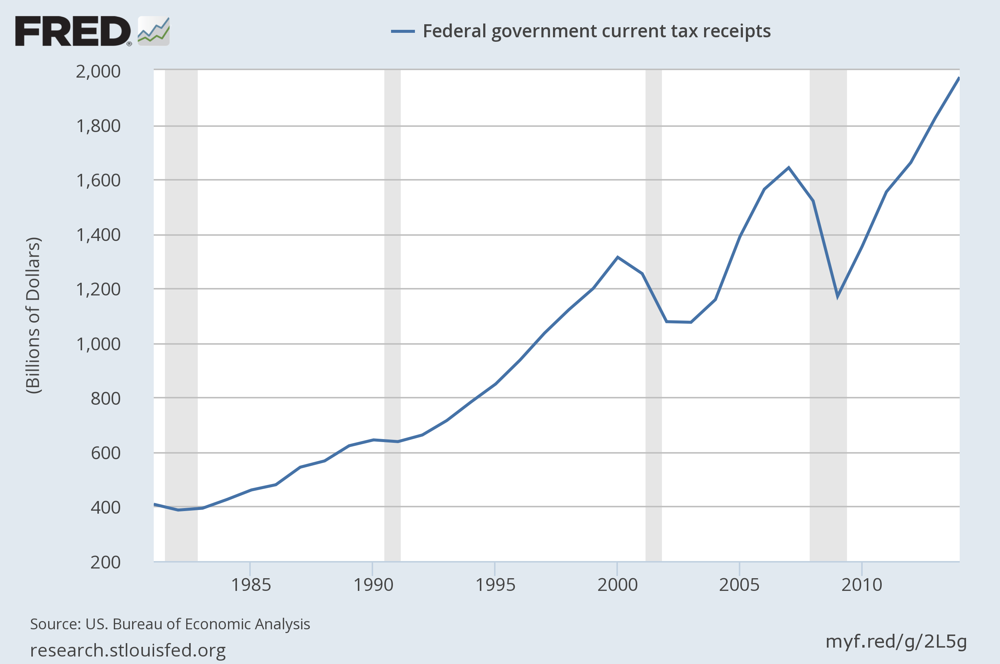 FRED®
Federal government current tax receipts
2,000
1,800
1,600
1,400
1,200
1,000
800
600
400
200
(Billions of Dollars)
1985 1990 1995 2000 2005 2010
Source: US. Bureau of Economic Analysis
research.stlouisfed.org
myf.red/g/2L5g